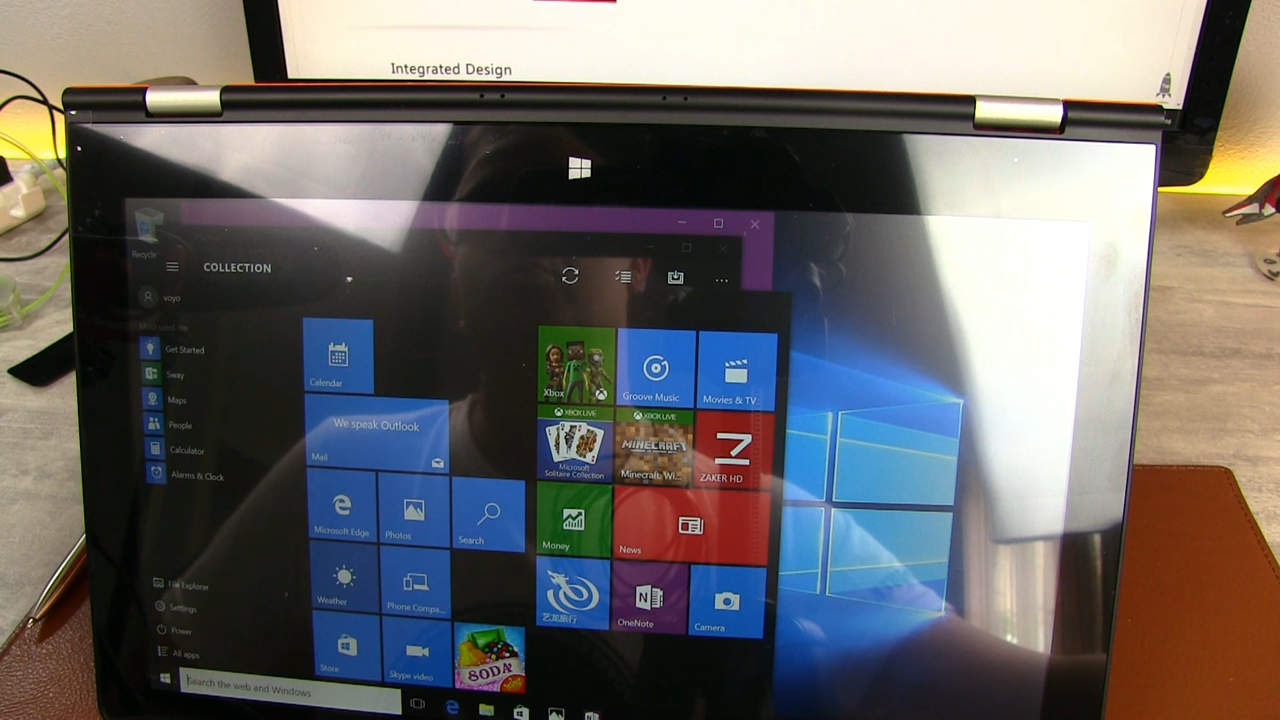 Integrated Design
Recycle
COLLECTION
voyo
Most used
Get Started
Sway
Maps
People
Calculator
Alarms & Clock
File Explorer
Settings
Power
All apps
Search the web and Windows
Calendar
We speak Outlook
Mail
Microsoft Edge
Photos
Search
Weather
Phone Compa...
Store
Skype video
SODA
Xbox
Groove Music
Movies & TV
XBOX LIVE
Microsoft
Solitaire Collection
XBOX LIVE
MINECRAFT
Minecraft: Wi...
Z
ZAKER HD
Money
News
艺龙旅行
OneNote
Camera